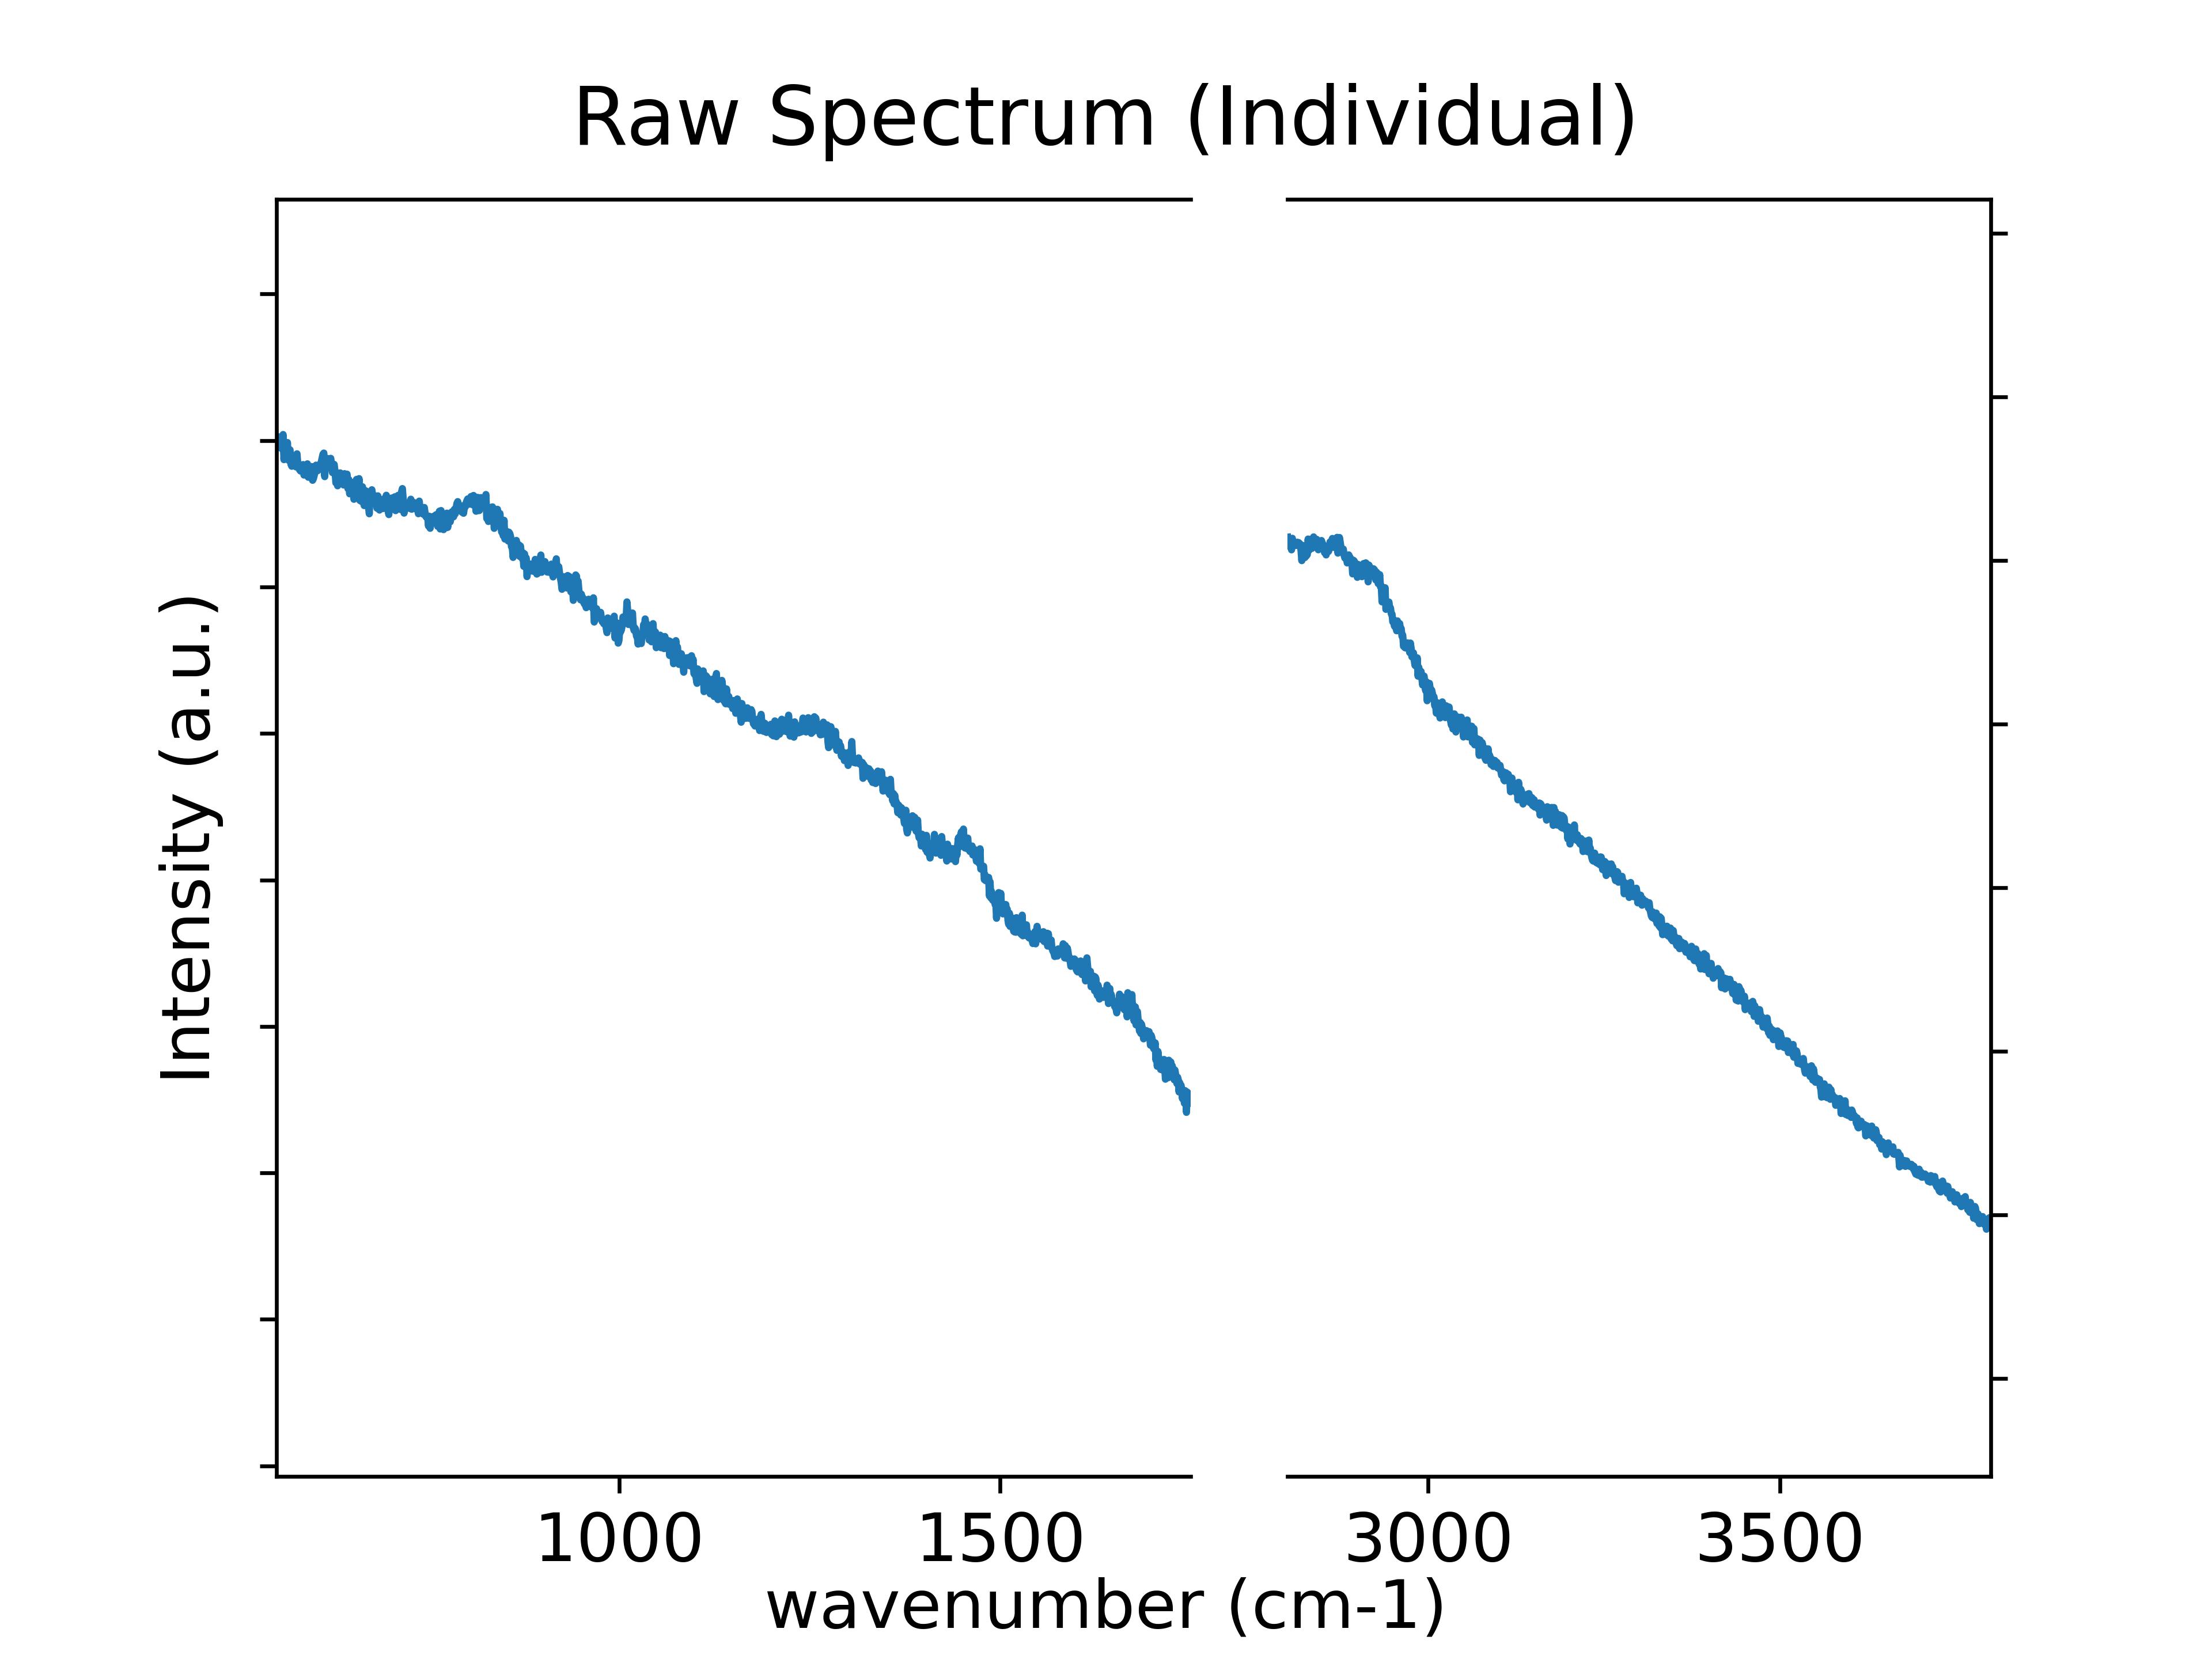 Raw Spectrum (Individual)
Intensity (a.u.)
1000 1500 3000 3500
wavenumber (cm-1)